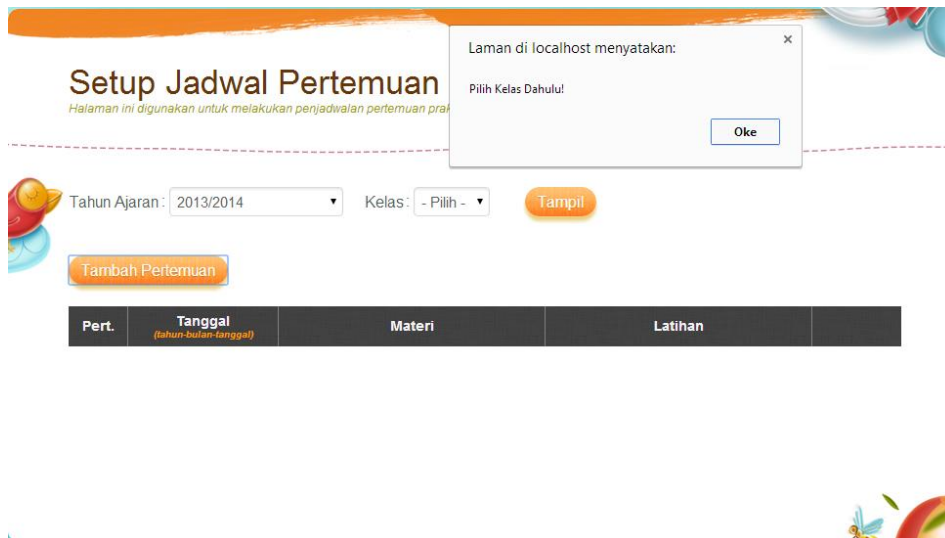 Laman di localhost menyatakan:
×
Pilih Kelas Dahulu!
Oke
Setup Jadwal Pertemuan
Halaman ini digunakan untuk melakukan penjadwalan pertemuan
Tahun Ajaran : 2013/2014 Kelas : - Pilih - Tampil
Tambah Pertemuan
Pert. Tanggal Materi Latihan
(tahun-bulan-tanggal)